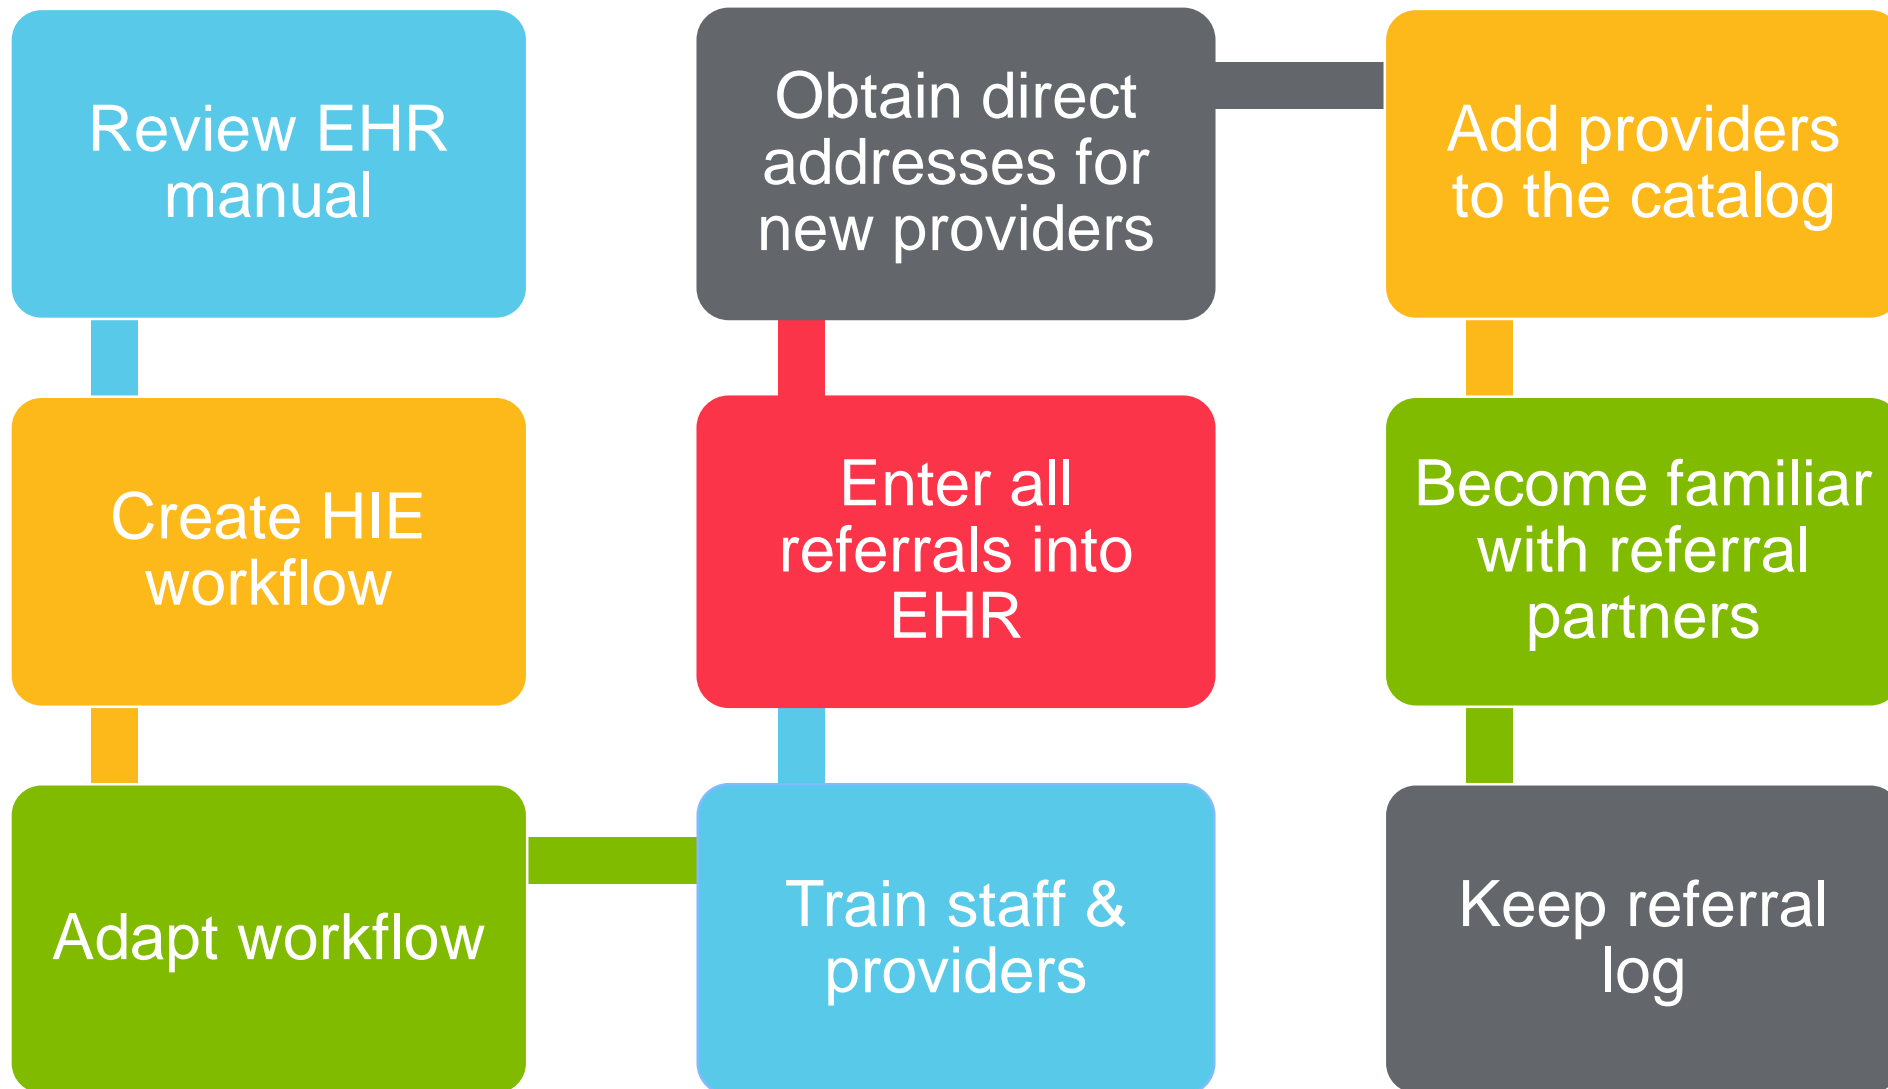 Review EHR
manual
Create HIE
workflow
Adapt workflow
Train staff &
providers
Enter all
referrals into
EHR
Obtain direct
addresses for
new providers
Add providers
to the catalog
Become familiar
with referral
partners
Keep referral
log